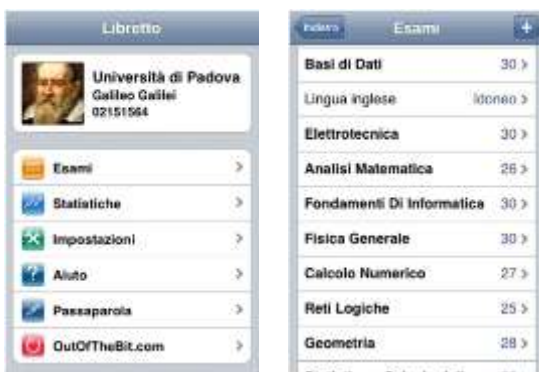 Libretto
Università di Padova
Galileo Galilei
02151564
Esami
Statistiche
Impostazioni
Aiuto
Passaparola
OutOfTheBit.com
Indietro Esami +
Basi di Dati 30
Lingua inglese Idoneo
Elettrotecnica 30
Analisi Matematica 26
Fondamenti Di Informatica 30
Fisica Generale 30
Calcolo Numerico 27
Reti Logiche 25
Geometria 28